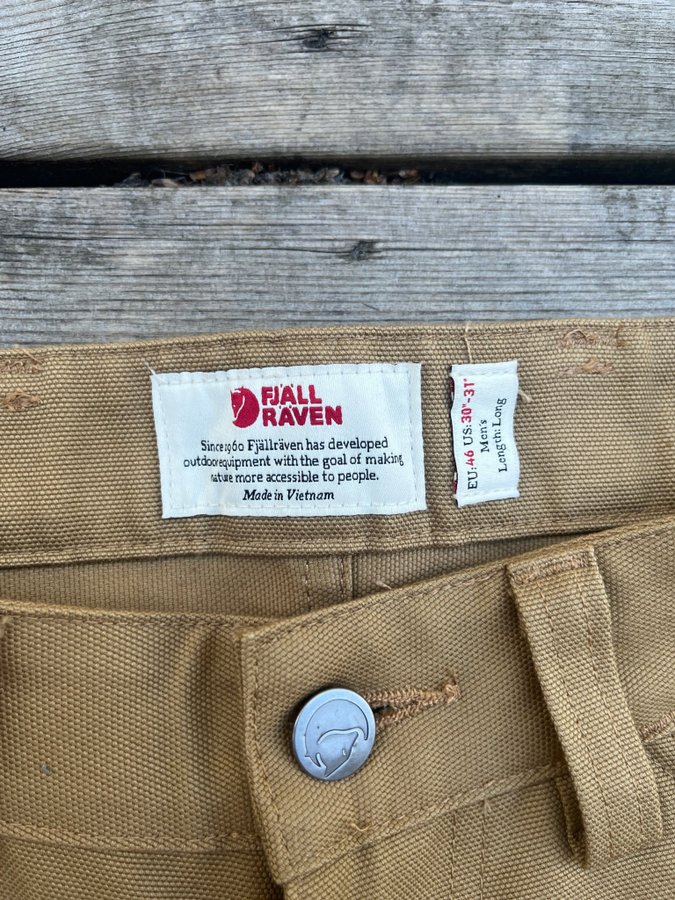 FJÄLL
RÄVEN
Since 1960 Fjällräven has developed
outdoor equipment with the goal of making
nature more accessible to people.
Made in Vietnam
EU: 46 US: 30"-31"
Men's
Length: Long